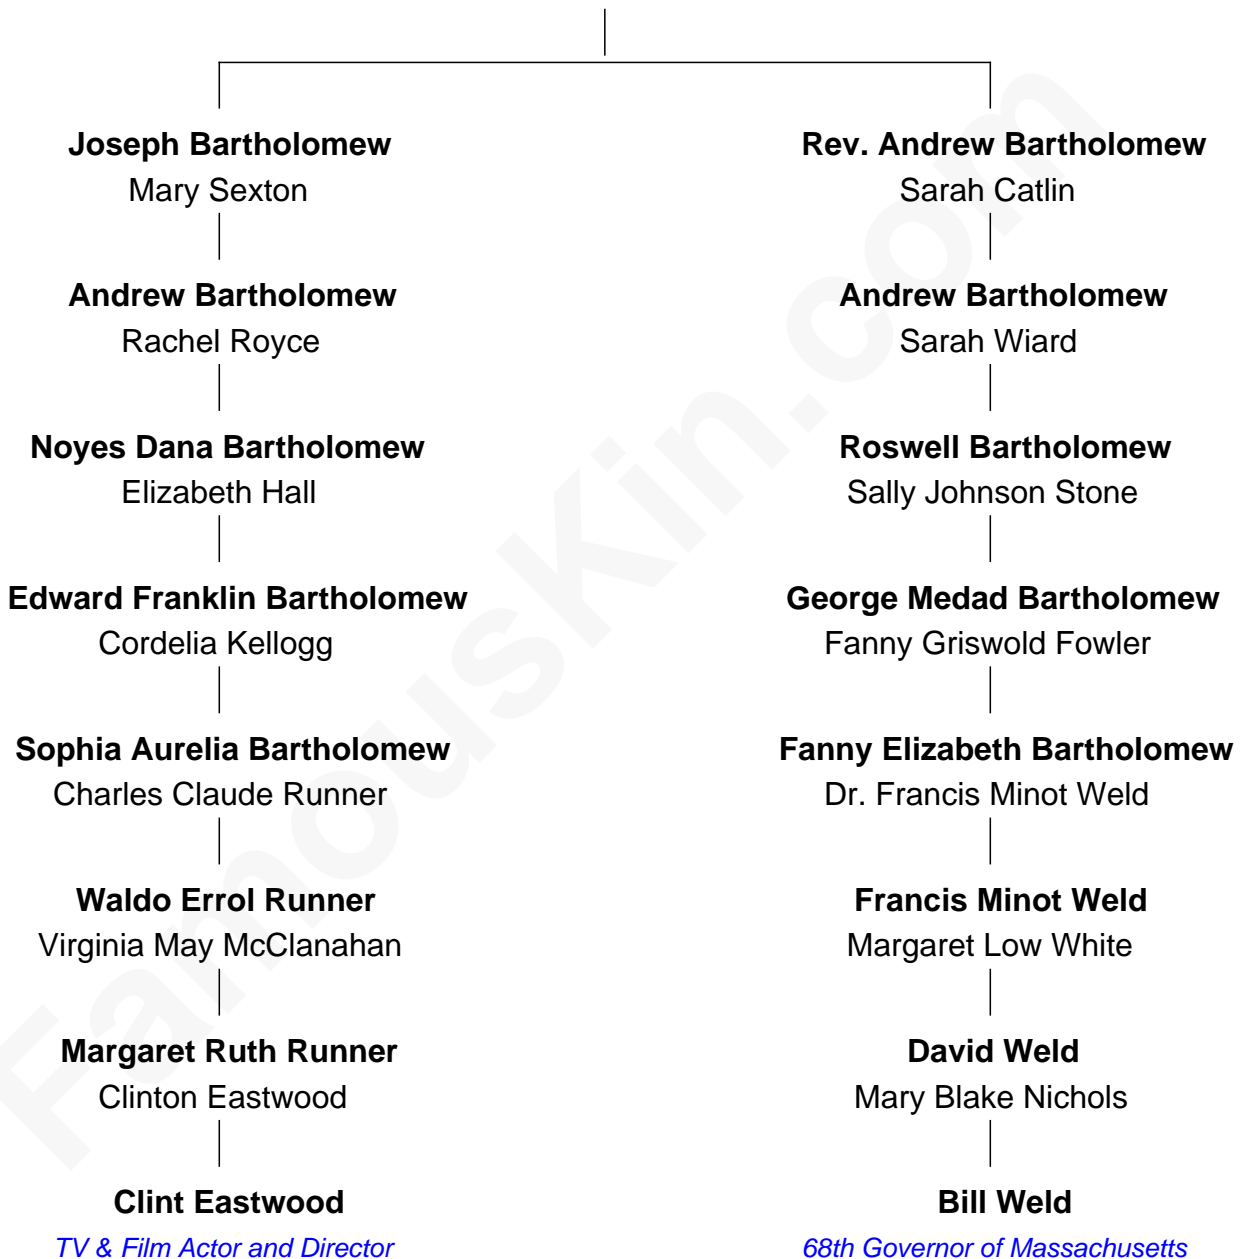 Joseph Bartholomew
Mary Sexton
Rev. Andrew Bartholomew
Sarah Catlin
Andrew Bartholomew
Rachel Royce
Andrew Bartholomew
Sarah Wiard
Noyes Dana Bartholomew
Elizabeth Hall
Roswell Bartholomew
Sally Johnson Stone
Edward Franklin Bartholomew
Cordelia Kellogg
George Medad Bartholomew
Fanny Griswold Fowler
Sophia Aurelia Bartholomew
Charles Claude Runner
Fanny Elizabeth Bartholomew
Dr. Francis Minot Weld
Waldo Errol Runner
Virginia May McClanahan
Francis Minot Weld
Margaret Low White
Margaret Ruth Runner
Clinton Eastwood
David Weld
Mary Blake Nichols
Clint Eastwood
TV & Film Actor and Director
Bill Weld
68th Governor of Massachusetts
FamousKin.com